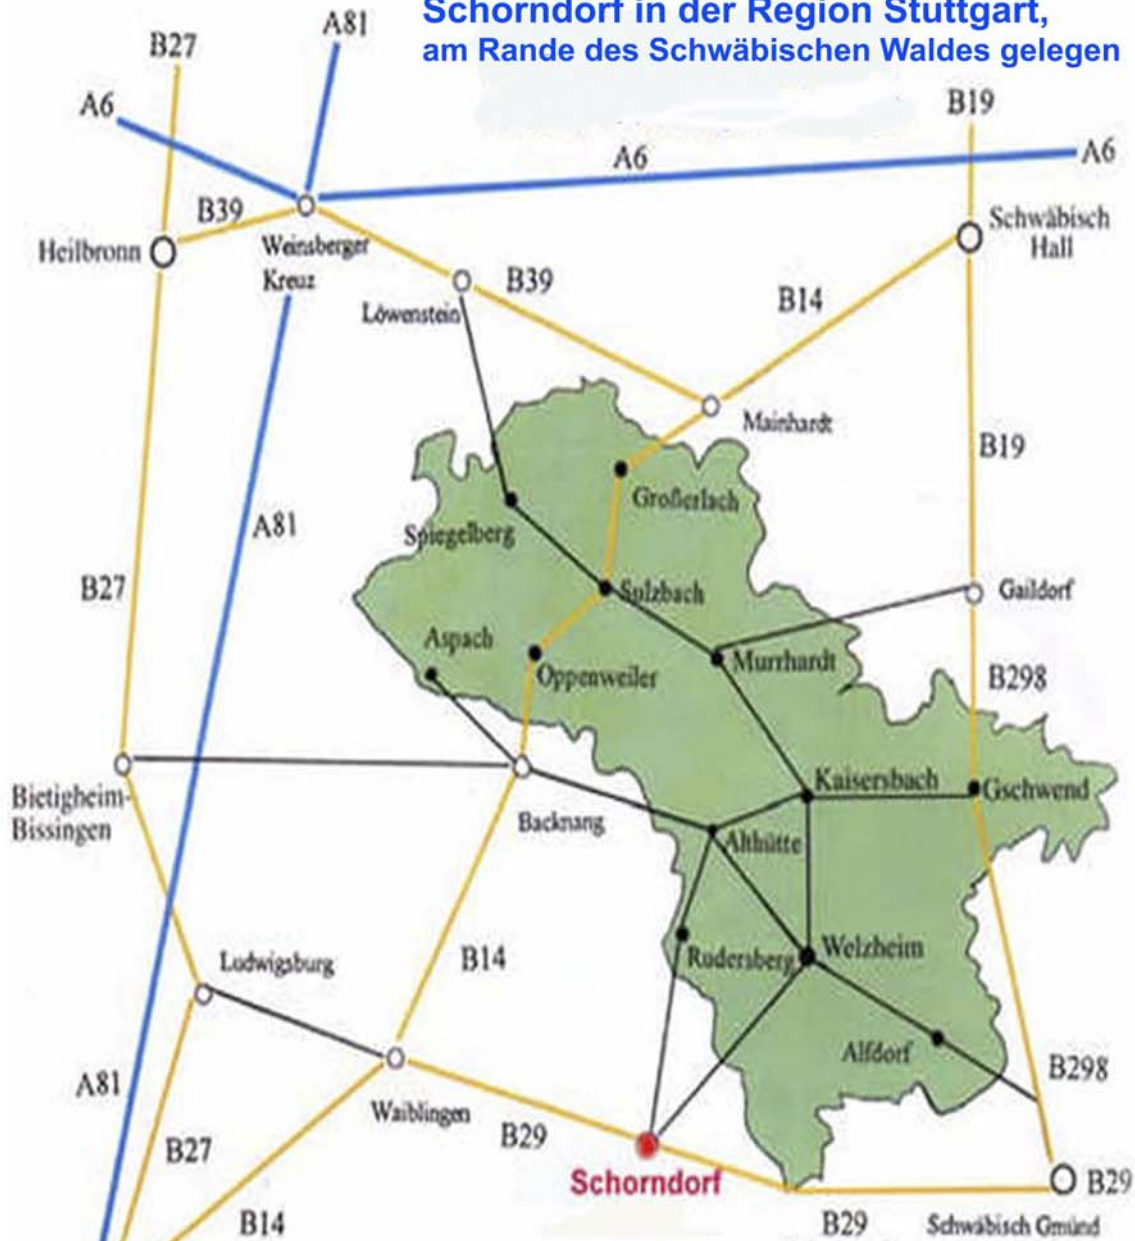 Schorndorf in der Region Stuttgart,
am Rande des Schwäbischen Waldes gelegen
B27
A81
A6
B19
A6
A6
B39
Heilbronn
Weinsberger
Kreuz
Schwäbisch
Hall
B39
Löwenstein
B14
Mainhardt
B19
Großerlach
A81
Spiegelberg
B27
Sulzbach
Gaildorf
Aspach
Oppenweiler
Murrhardt
B298
Bietigheim-
Bissingen
Kaisersbach
Gschwend
Backnang
Althütte
Ludwigsburg
B14
Rudersberg
Welzheim
Alfdorf
A81
B298
Waiblingen
B27
B29
Schorndorf
B29
B14
B29
Schwäbisch Gmünd